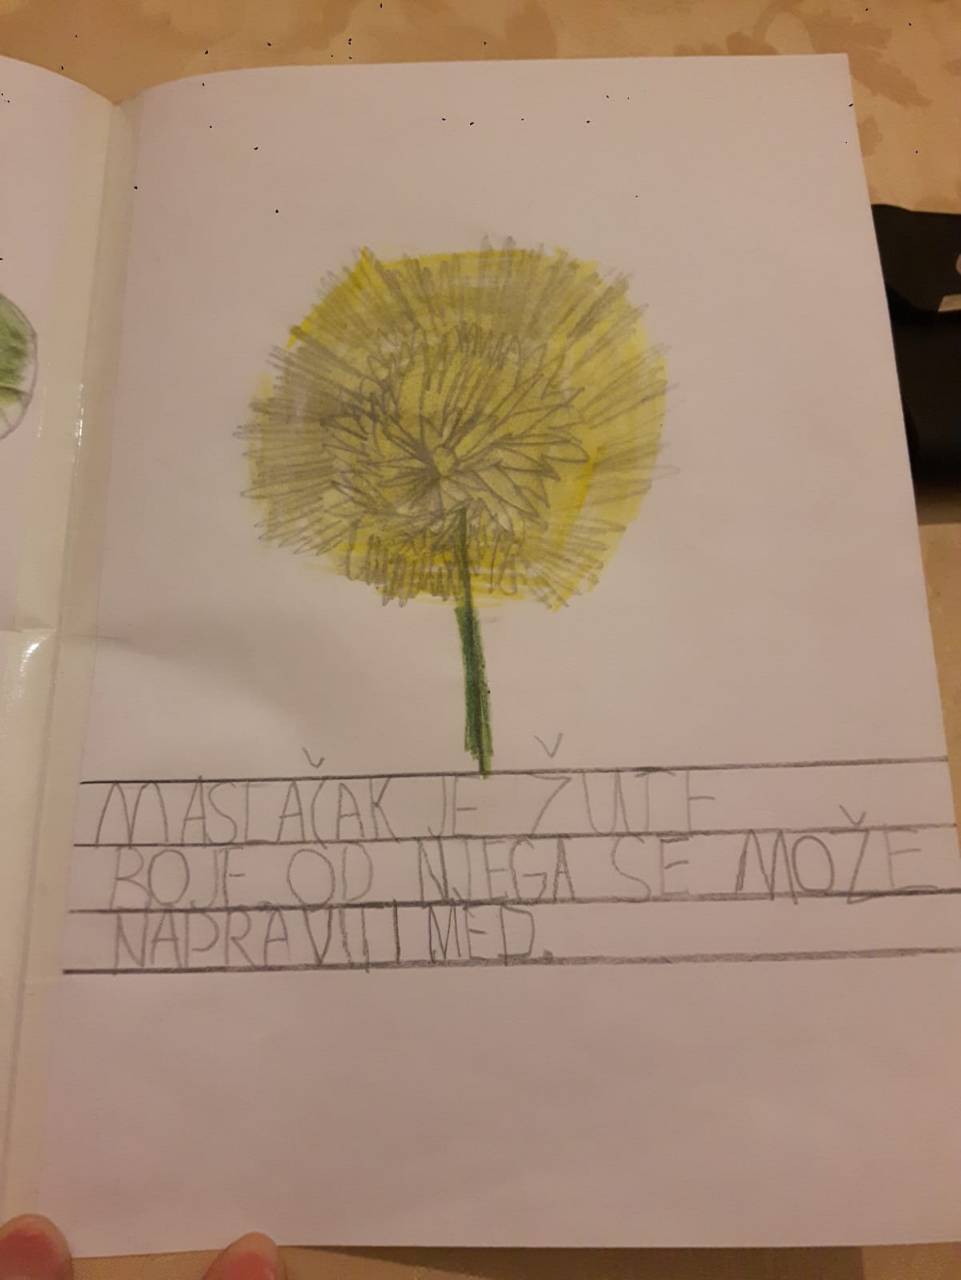 MASLAČAK JE ŽUTE
BOJE OD NJEGA SE MOŽE
NAPRAVITI MED.